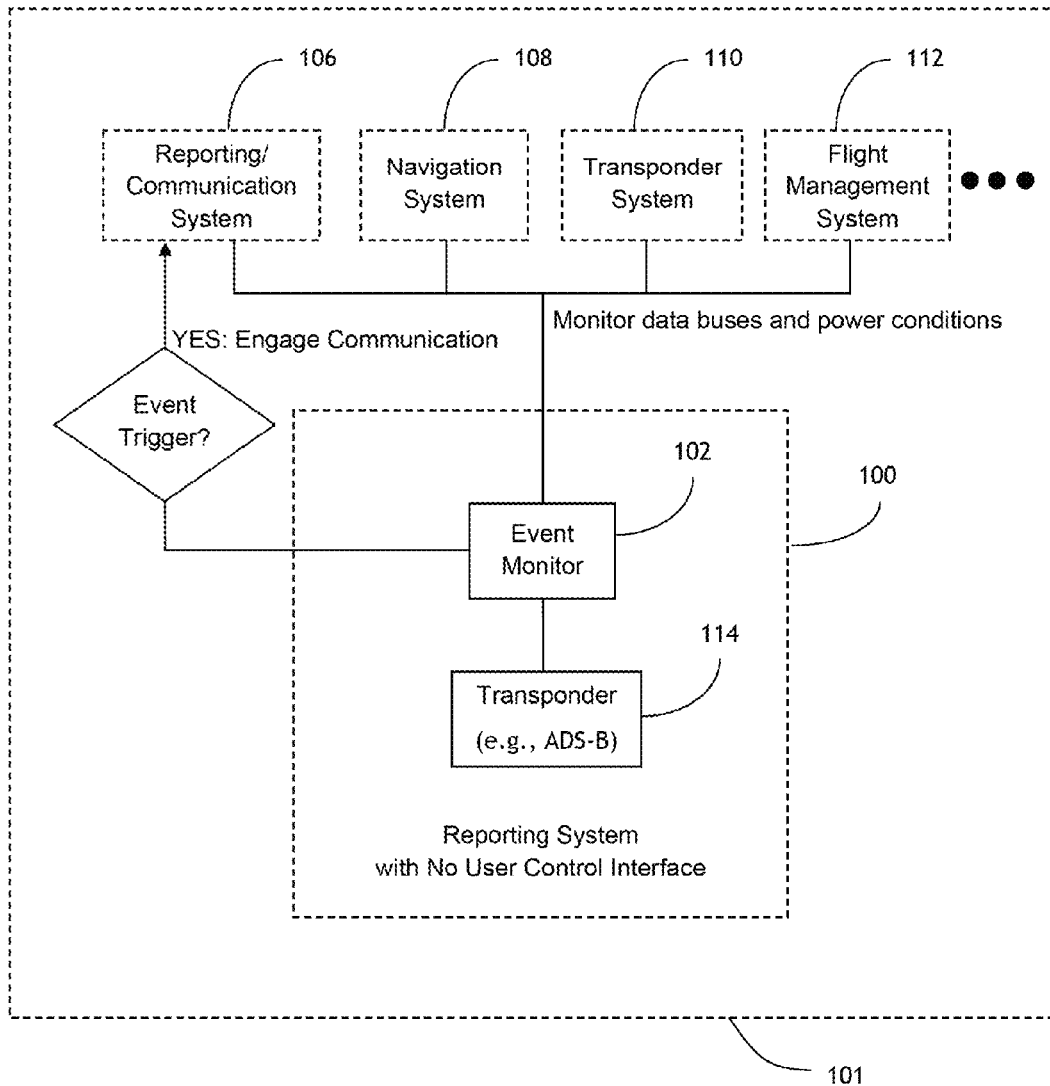 106
108
110
112
Reporting/
Communication
System
Navigation
System
Transponder
System
Flight
Management
System
Monitor data buses and power conditions
YES: Engage Communication
Event
Trigger?
102
100
Event
Monitor
114
Transponder
(e.g., ADS-B)
Reporting System
with No User Control Interface
101